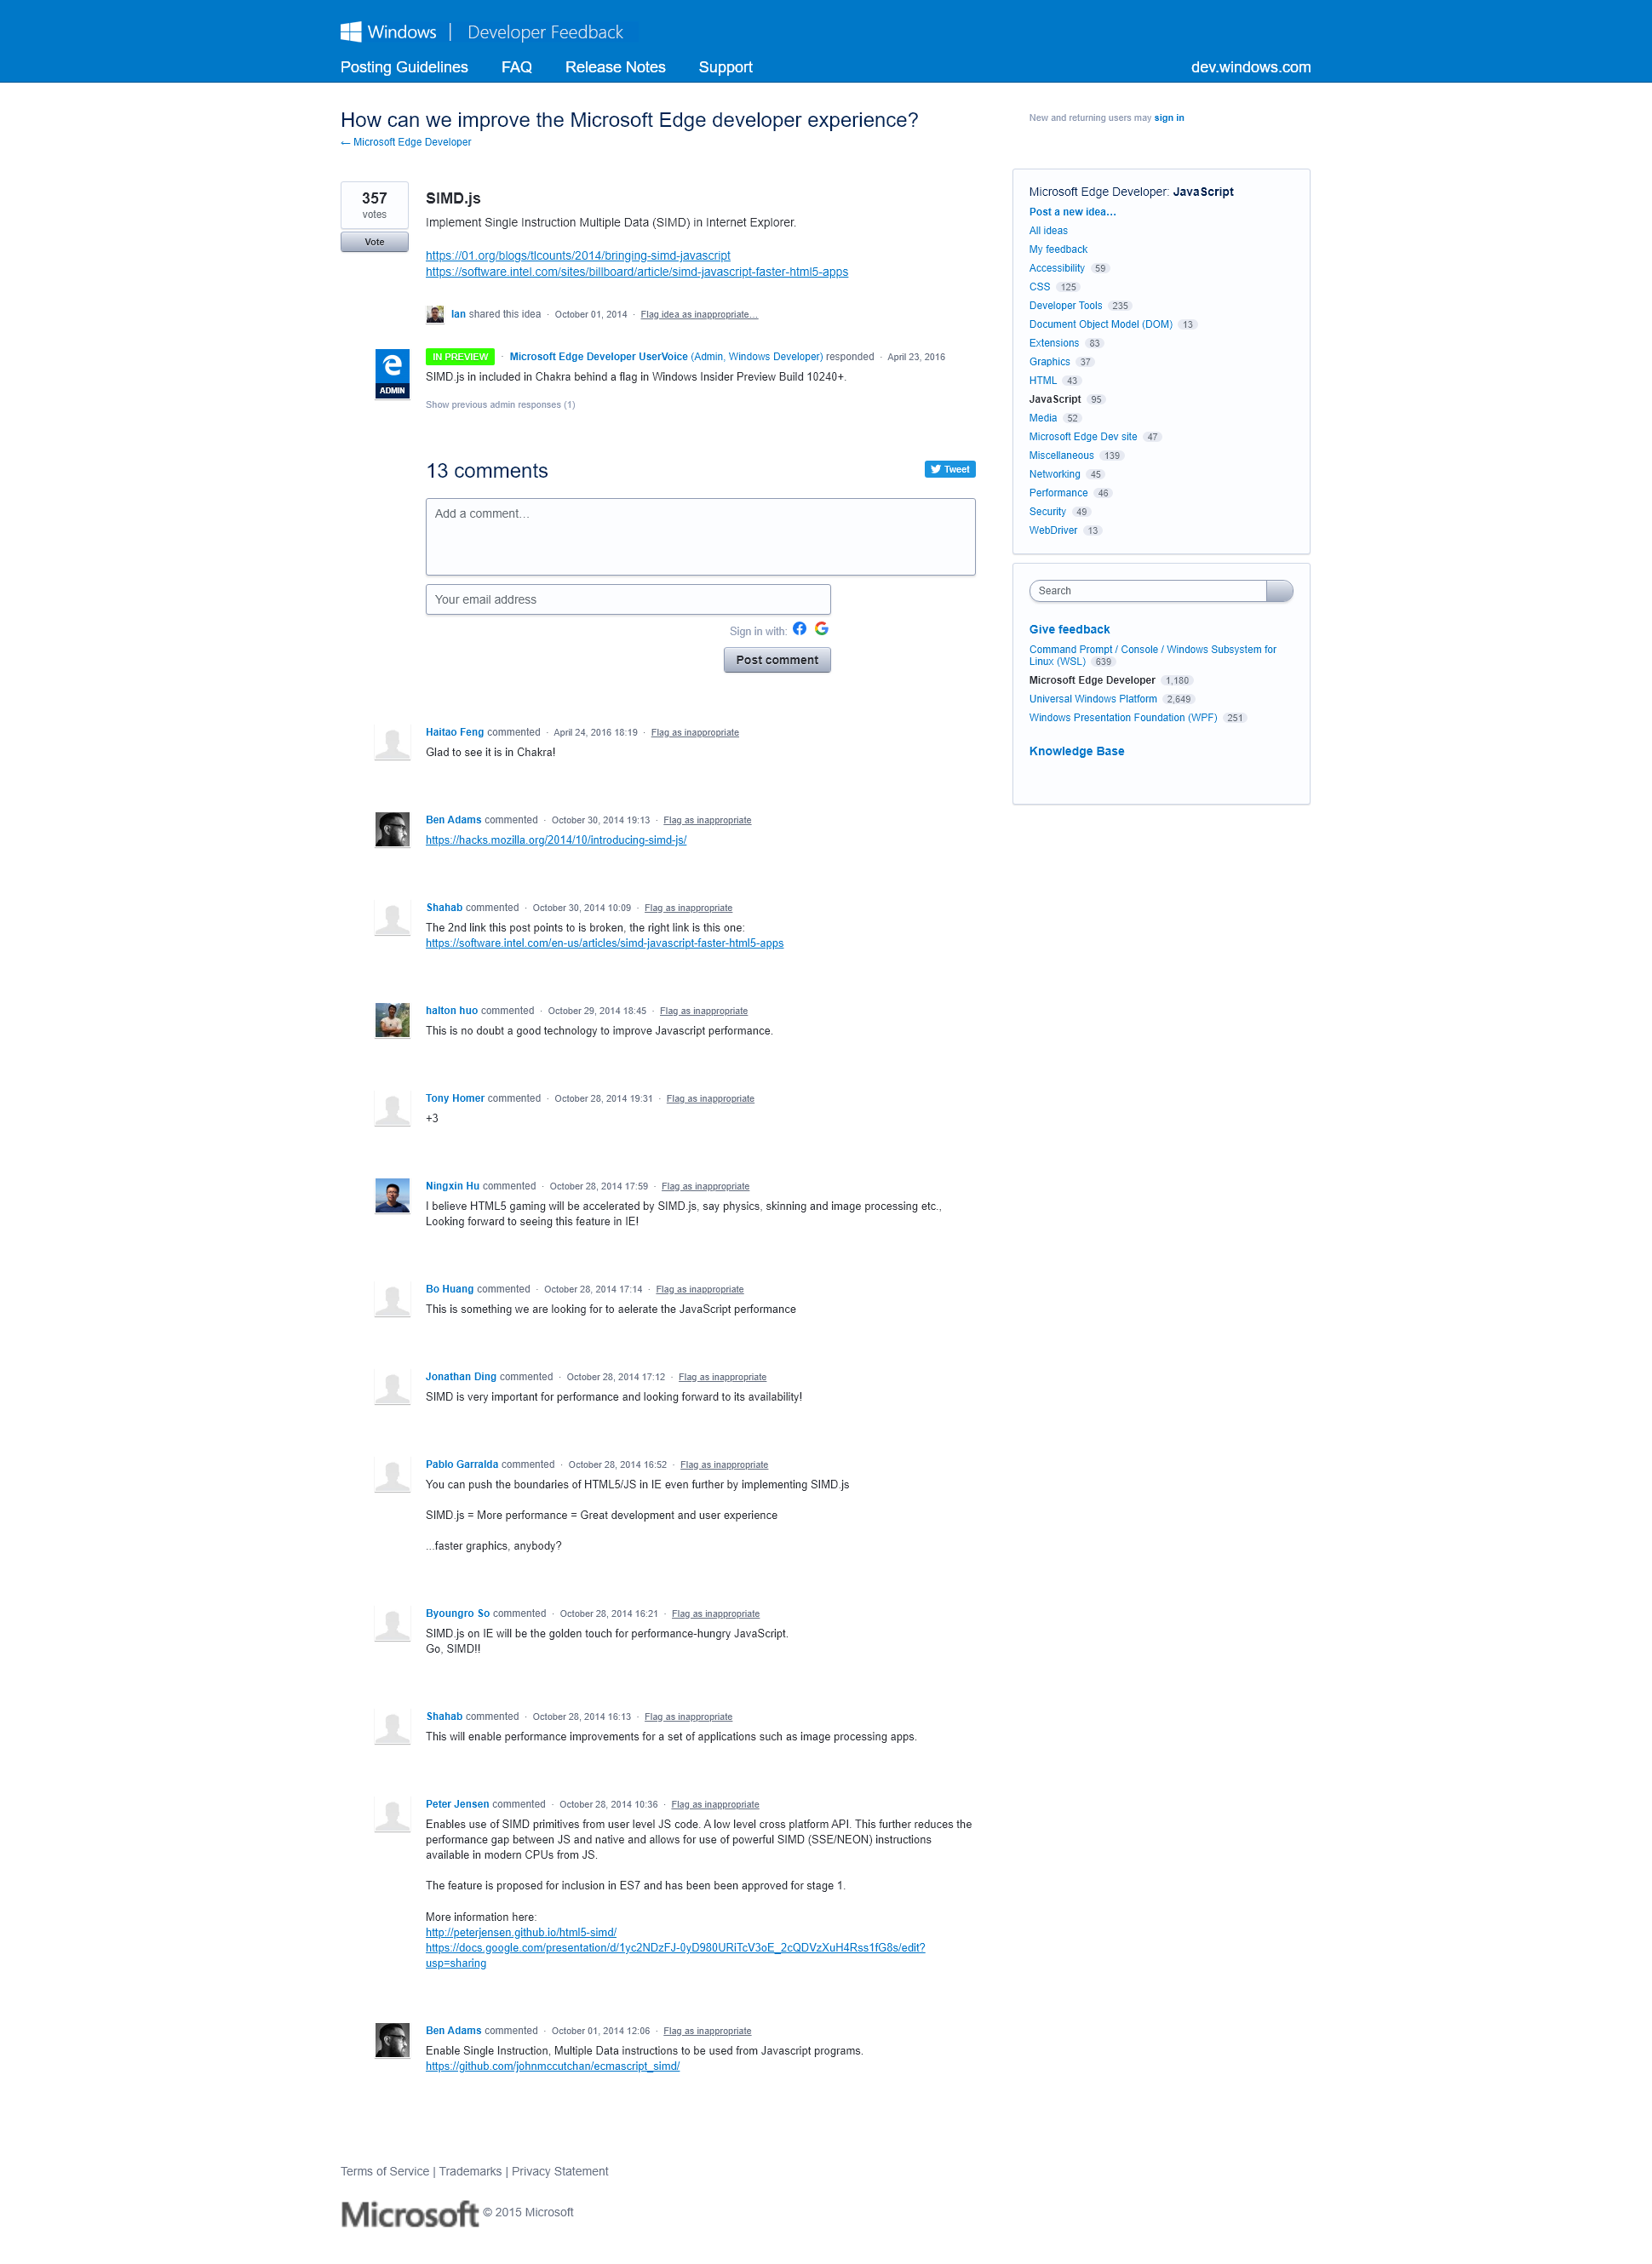 Windows | Developer Feedback
Posting Guidelines FAQ Release Notes Support dev.windows.com
How can we improve the Microsoft Edge developer experience?
← Microsoft Edge Developer
New and returning users may sign in
357
votes
Vote
SIMD.js
Implement Single Instruction Multiple Data (SIMD) in Internet Explorer.
https://01.org/blogs/tlcounts/2014/bringing-simd-javascript
https://software.intel.com/sites/billboard/article/simd-javascript-faster-html5-apps
Ian shared this idea · October 01, 2014 · Flag idea as inappropriate…
ADMIN
IN PREVIEW · Microsoft Edge Developer UserVoice (Admin, Windows Developer) responded · April 23, 2016
SIMD.js in included in Chakra behind a flag in Windows Insider Preview Build 10240+.
Show previous admin responses (1)
13 comments
Tweet
Add a comment…
Your email address
Sign in with:
Post comment
Haitao Feng commented · April 24, 2016 18:19 · Flag as inappropriate
Glad to see it is in Chakra!
Ben Adams commented · October 30, 2014 19:13 · Flag as inappropriate
https://hacks.mozilla.org/2014/10/introducing-simd-js/
Shahab commented · October 30, 2014 10:09 · Flag as inappropriate
The 2nd link this post points to is broken, the right link is this one:
https://software.intel.com/en-us/articles/simd-javascript-faster-html5-apps
halton huo commented · October 29, 2014 18:45 · Flag as inappropriate
This is no doubt a good technology to improve Javascript performance.
Tony Homer commented · October 28, 2014 19:31 · Flag as inappropriate
+3
Ningxin Hu commented · October 28, 2014 17:59 · Flag as inappropriate
I believe HTML5 gaming will be accelerated by SIMD.js, say physics, skinning and image processing etc.,
Looking forward to seeing this feature in IE!
Bo Huang commented · October 28, 2014 17:14 · Flag as inappropriate
This is something we are looking for to aelerate the JavaScript performance
Jonathan Ding commented · October 28, 2014 17:12 · Flag as inappropriate
SIMD is very important for performance and looking forward to its availability!
Pablo Garralda commented · October 28, 2014 16:52 · Flag as inappropriate
You can push the boundaries of HTML5/JS in IE even further by implementing SIMD.js
SIMD.js = More performance = Great development and user experience
...faster graphics, anybody?
Byoungro So commented · October 28, 2014 16:21 · Flag as inappropriate
SIMD.js on IE will be the golden touch for performance-hungry JavaScript.
Go, SIMD!!
Shahab commented · October 28, 2014 16:13 · Flag as inappropriate
This will enable performance improvements for a set of applications such as image processing apps.
Peter Jensen commented · October 28, 2014 10:36 · Flag as inappropriate
Enables use of SIMD primitives from user level JS code. A low level cross platform API. This further reduces the
performance gap between JS and native and allows for use of powerful SIMD (SSE/NEON) instructions
available in modern CPUs from JS.
The feature is proposed for inclusion in ES7 and has been been approved for stage 1.
More information here:
http://peterjensen.github.io/html5-simd/
https://docs.google.com/presentation/d/1yc2NDzFJ-0yD980URiTcV3oE_2cQDVzXuH4Rss1fG8s/edit?
usp=sharing
Ben Adams commented · October 01, 2014 12:06 · Flag as inappropriate
Enable Single Instruction, Multiple Data instructions to be used from Javascript programs.
https://github.com/johnmccutchan/ecmascript_simd/
Microsoft Edge Developer: JavaScript
Post a new idea…
All ideas
My feedback
Accessibility 59
CSS 125
Developer Tools 235
Document Object Model (DOM) 13
Extensions 83
Graphics 37
HTML 43
JavaScript 95
Media 52
Microsoft Edge Dev site 47
Miscellaneous 139
Networking 45
Performance 46
Security 49
WebDriver 13
Search
Give feedback
Command Prompt / Console / Windows Subsystem for
Linux (WSL) 639
Microsoft Edge Developer 1,180
Universal Windows Platform 2,649
Windows Presentation Foundation (WPF) 251
Knowledge Base
Terms of Service | Trademarks | Privacy Statement
Microsoft © 2015 Microsoft